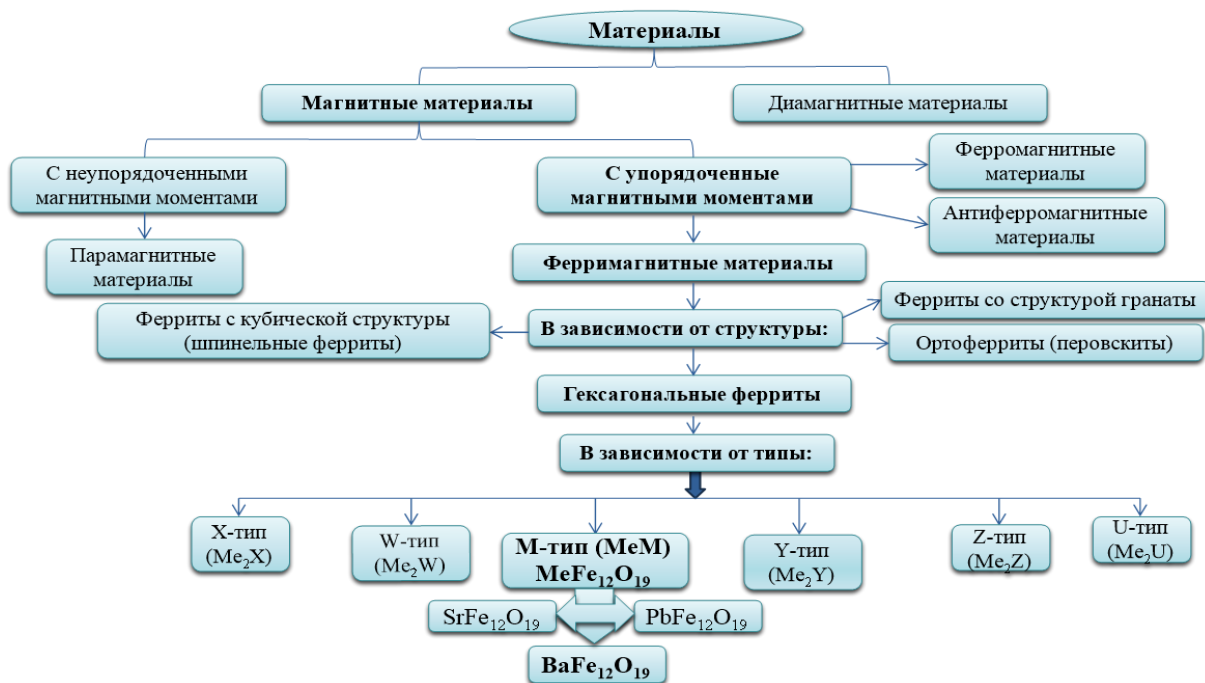 Материалы
Магнитные материалы
Диамагнитные материалы
С неупорядоченными
магнитными моментами
С упорядоченные
магнитными моментами
Ферромагнитные
материалы
Антиферромагнитные
материалы
Парамагнитные
материалы
Ферримагнитные материалы
Ферриты с кубической структуры
(шпинельные ферриты)
В зависимости от структуры:
Ферриты со структурой гранаты
Ортоферриты (перовскиты)
Гексагональные ферриты
В зависимости от типы:
X-тип
(Me₂X)
W-тип
(Me₂W)
M-тип (MeM)
MeFe₁₂O₁₉
Y-тип
(Me₂Y)
Z-тип
(Me₂Z)
U-тип
(Me₂U)
SrFe₁₂O₁₉
PbFe₁₂O₁₉
BaFe₁₂O₁₉